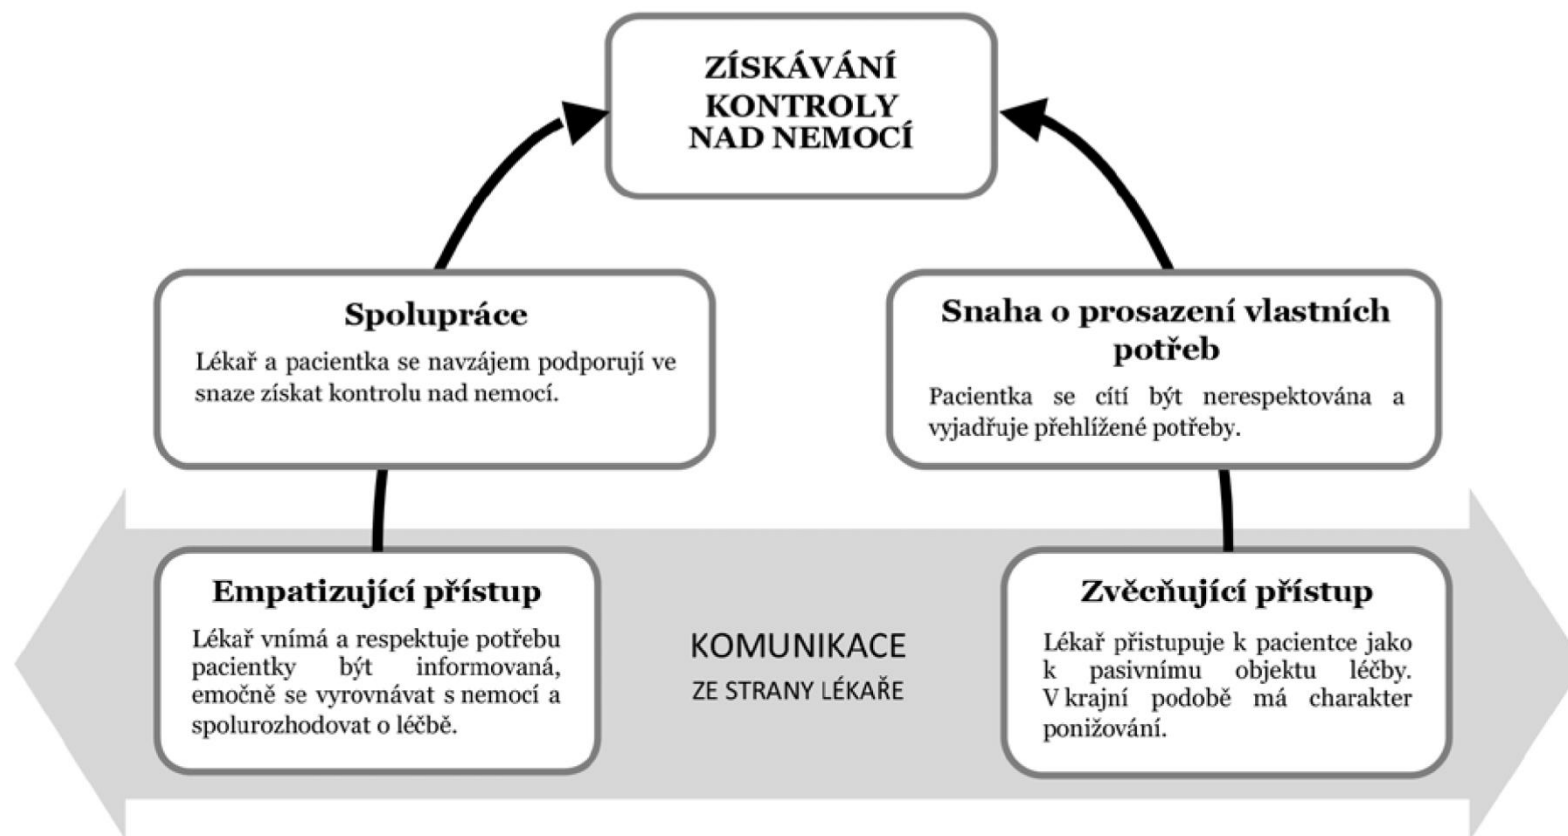 ZÍSKÁVÁNÍ
KONTROLY
NAD NEMOCÍ
Spolupráce
Lékař a pacientka se navzájem podporují ve
snaze získat kontrolu nad nemocí.
Snaha o prosazení vlastních
potřeb
Pacientka se cítí být nerespektována a
vyjadřuje přehlížené potřeby.
Empatizující přístup
Lékař vnímá a respektuje potřebu
pacientky být informovaná,
emočně se vyrovnávat s nemocí a
spolurozhodovat o léčbě.
KOMUNIKACE
ZE STRANY LÉKAŘE
Zvěcňující přístup
Lékař přistupuje k pacientce jako
k pasivnímu objektu léčby.
V krajní podobě má charakter
ponižování.